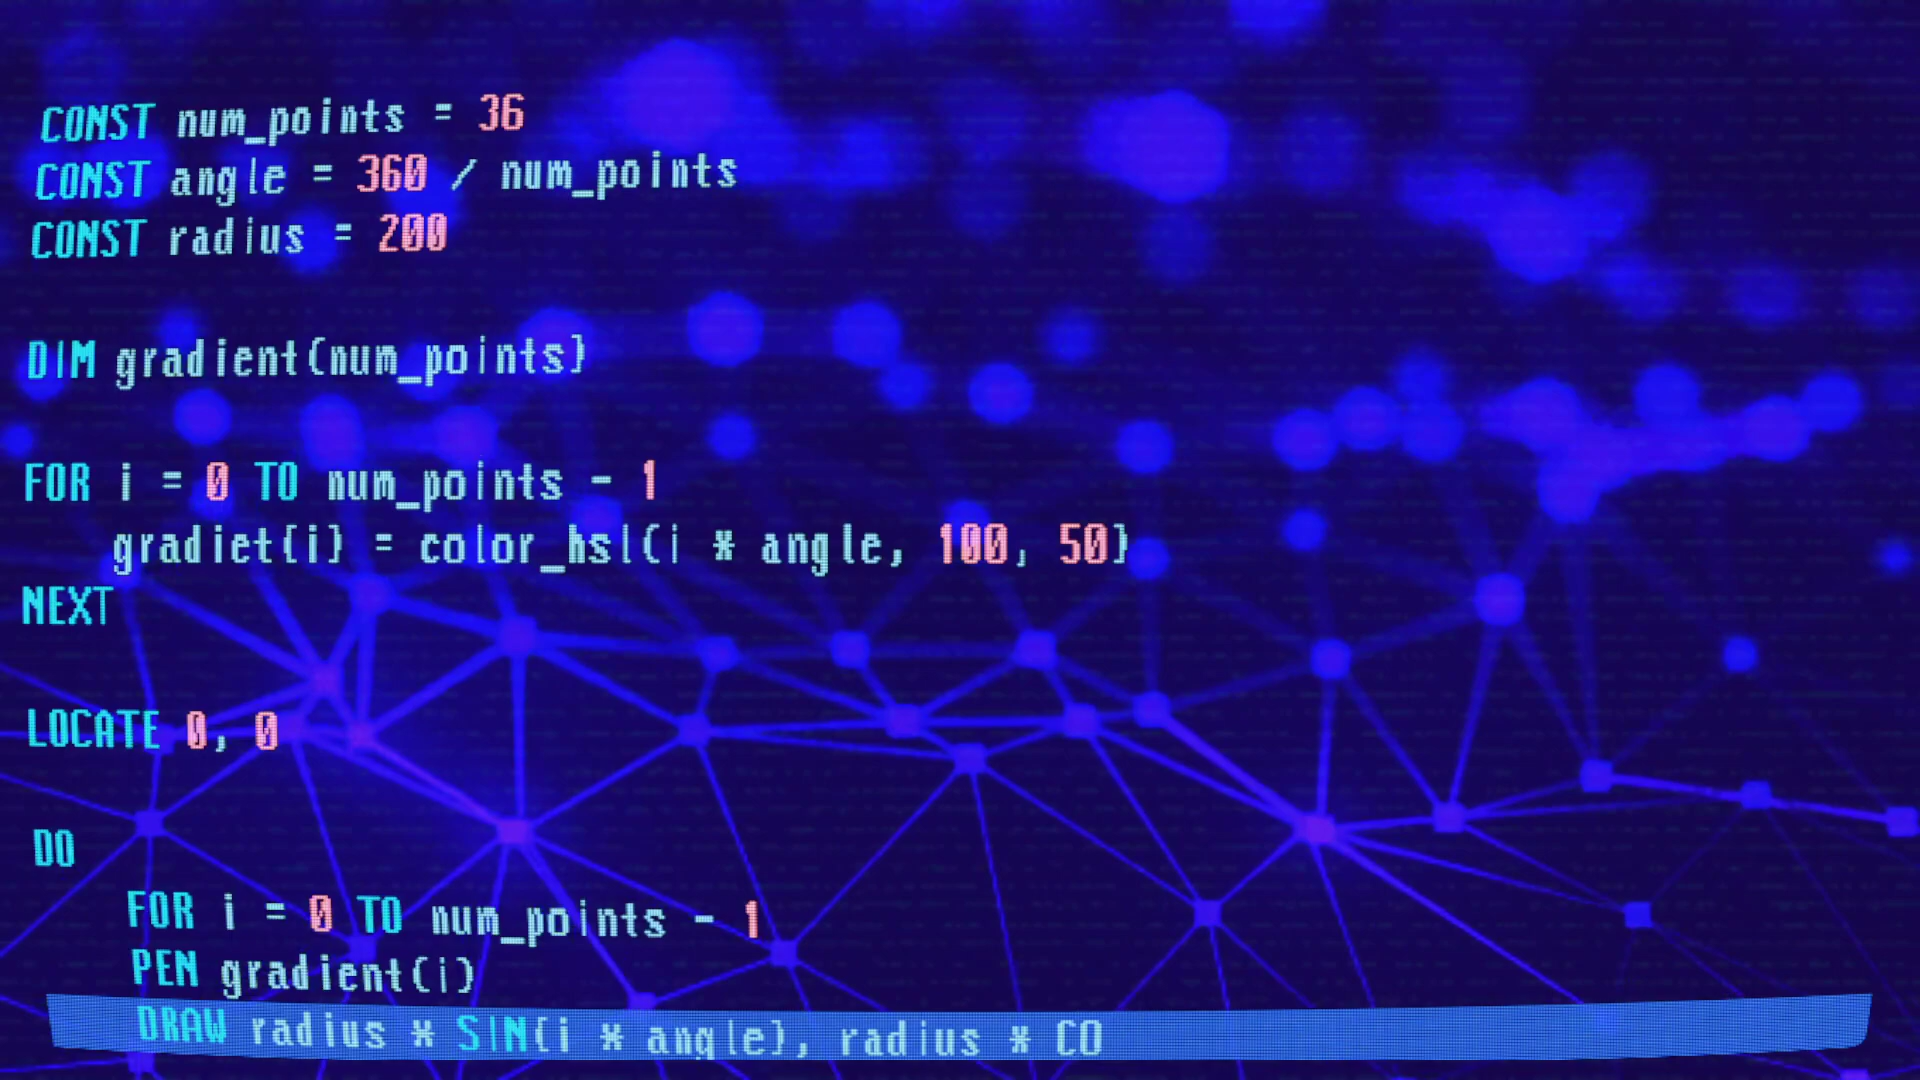 CONST num_points = 36
CONST angle = 360 / num_points
CONST radius = 200
DIM gradient(num_points)
FOR i = 0 TO num_points - 1
gradiet(i) = color_hsl(i * angle, 100, 50)
NEXT
LOCATE 0, 0
DO
FOR i = 0 TO num_points - 1
PEN gradient(i)
DRAW radius * SIN(i * angle), radius * CO